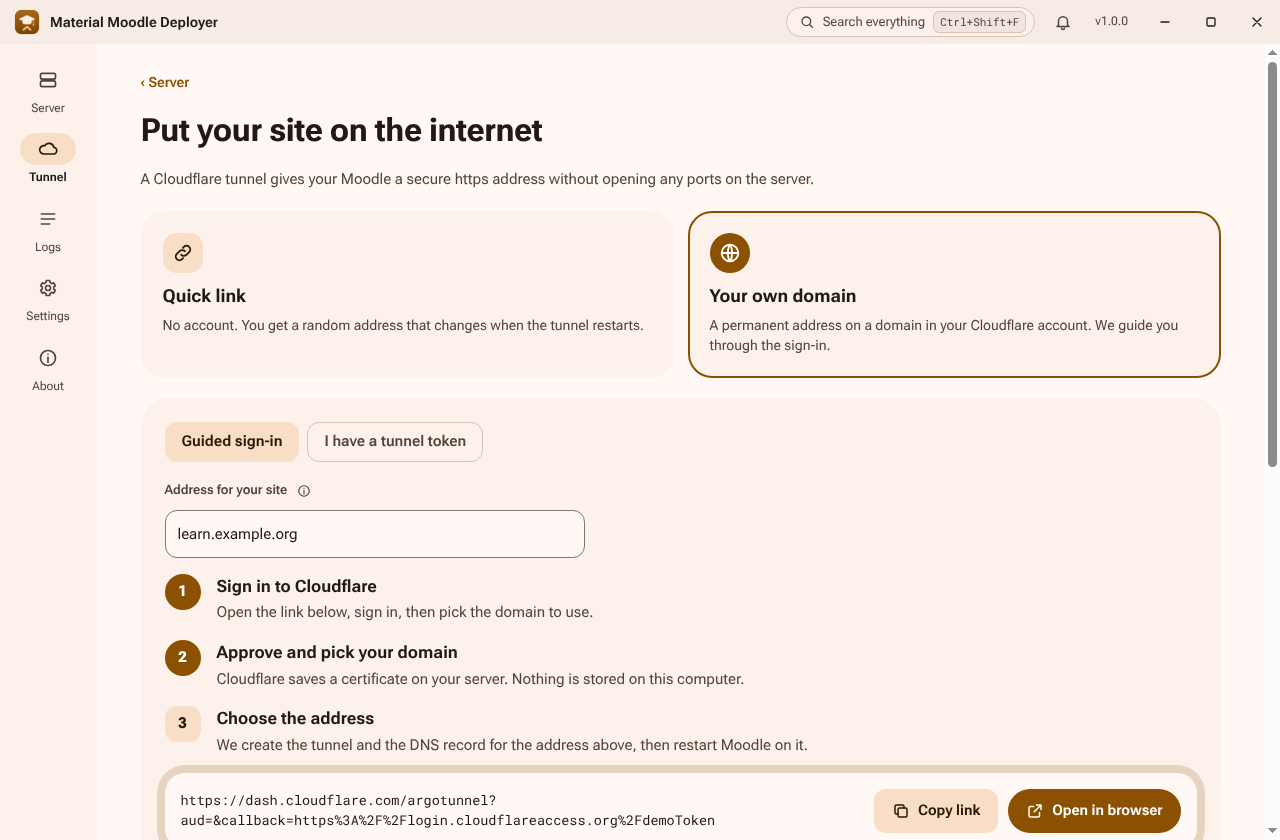 Material Moodle Deployer
Search everything Ctrl+Shift+F
v1.0.0
Server
Tunnel
Logs
Settings
About
‹ Server
Put your site on the internet
A Cloudflare tunnel gives your Moodle a secure https address without opening any ports on the server.
Quick link
No account. You get a random address that changes when the tunnel restarts.
Your own domain
A permanent address on a domain in your Cloudflare account. We guide you
through the sign-in.
Guided sign-in
I have a tunnel token
Address for your site
learn.example.org
1 Sign in to Cloudflare
Open the link below, sign in, then pick the domain to use.
2 Approve and pick your domain
Cloudflare saves a certificate on your server. Nothing is stored on this computer.
3 Choose the address
We create the tunnel and the DNS record for the address above, then restart Moodle on it.
https://dash.cloudflare.com/argotunnel?
aud=&callback=https%3A%2F%2Flogin.cloudflareaccess.org%2FdemoToken
Copy link
Open in browser